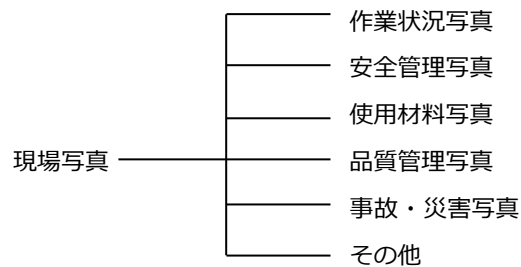 作業状況写真
安全管理写真
使用材料写真
現場写真
品質管理写真
事故・災害写真
その他